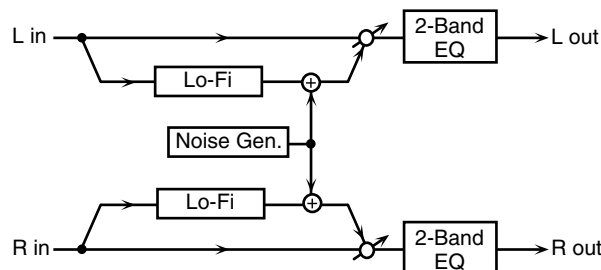 L in
2-Band
EQ
L out
Lo-Fi
+
Noise Gen.
Lo-Fi
+
R in
2-Band
EQ
R out